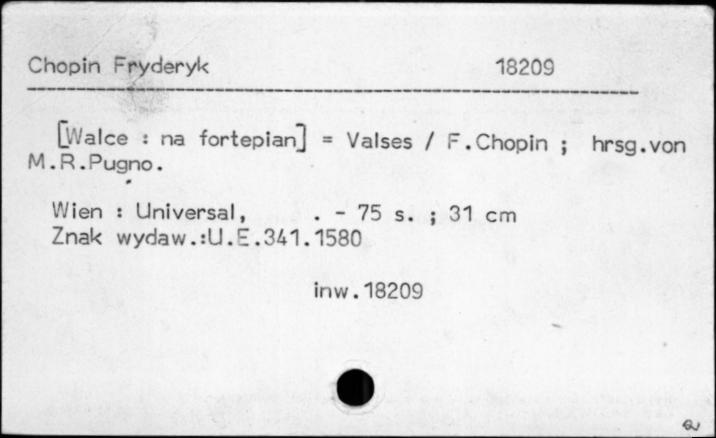 Chopin Fryderyk 18209
[Walce : na fortepian] = Valses / F.Chopin ; hrsg.von
M.R.Pugno.
Wien : Universal, . - 75 s. ; 31 cm
Znak wydaw.:U.E.341.1580
inw.18209